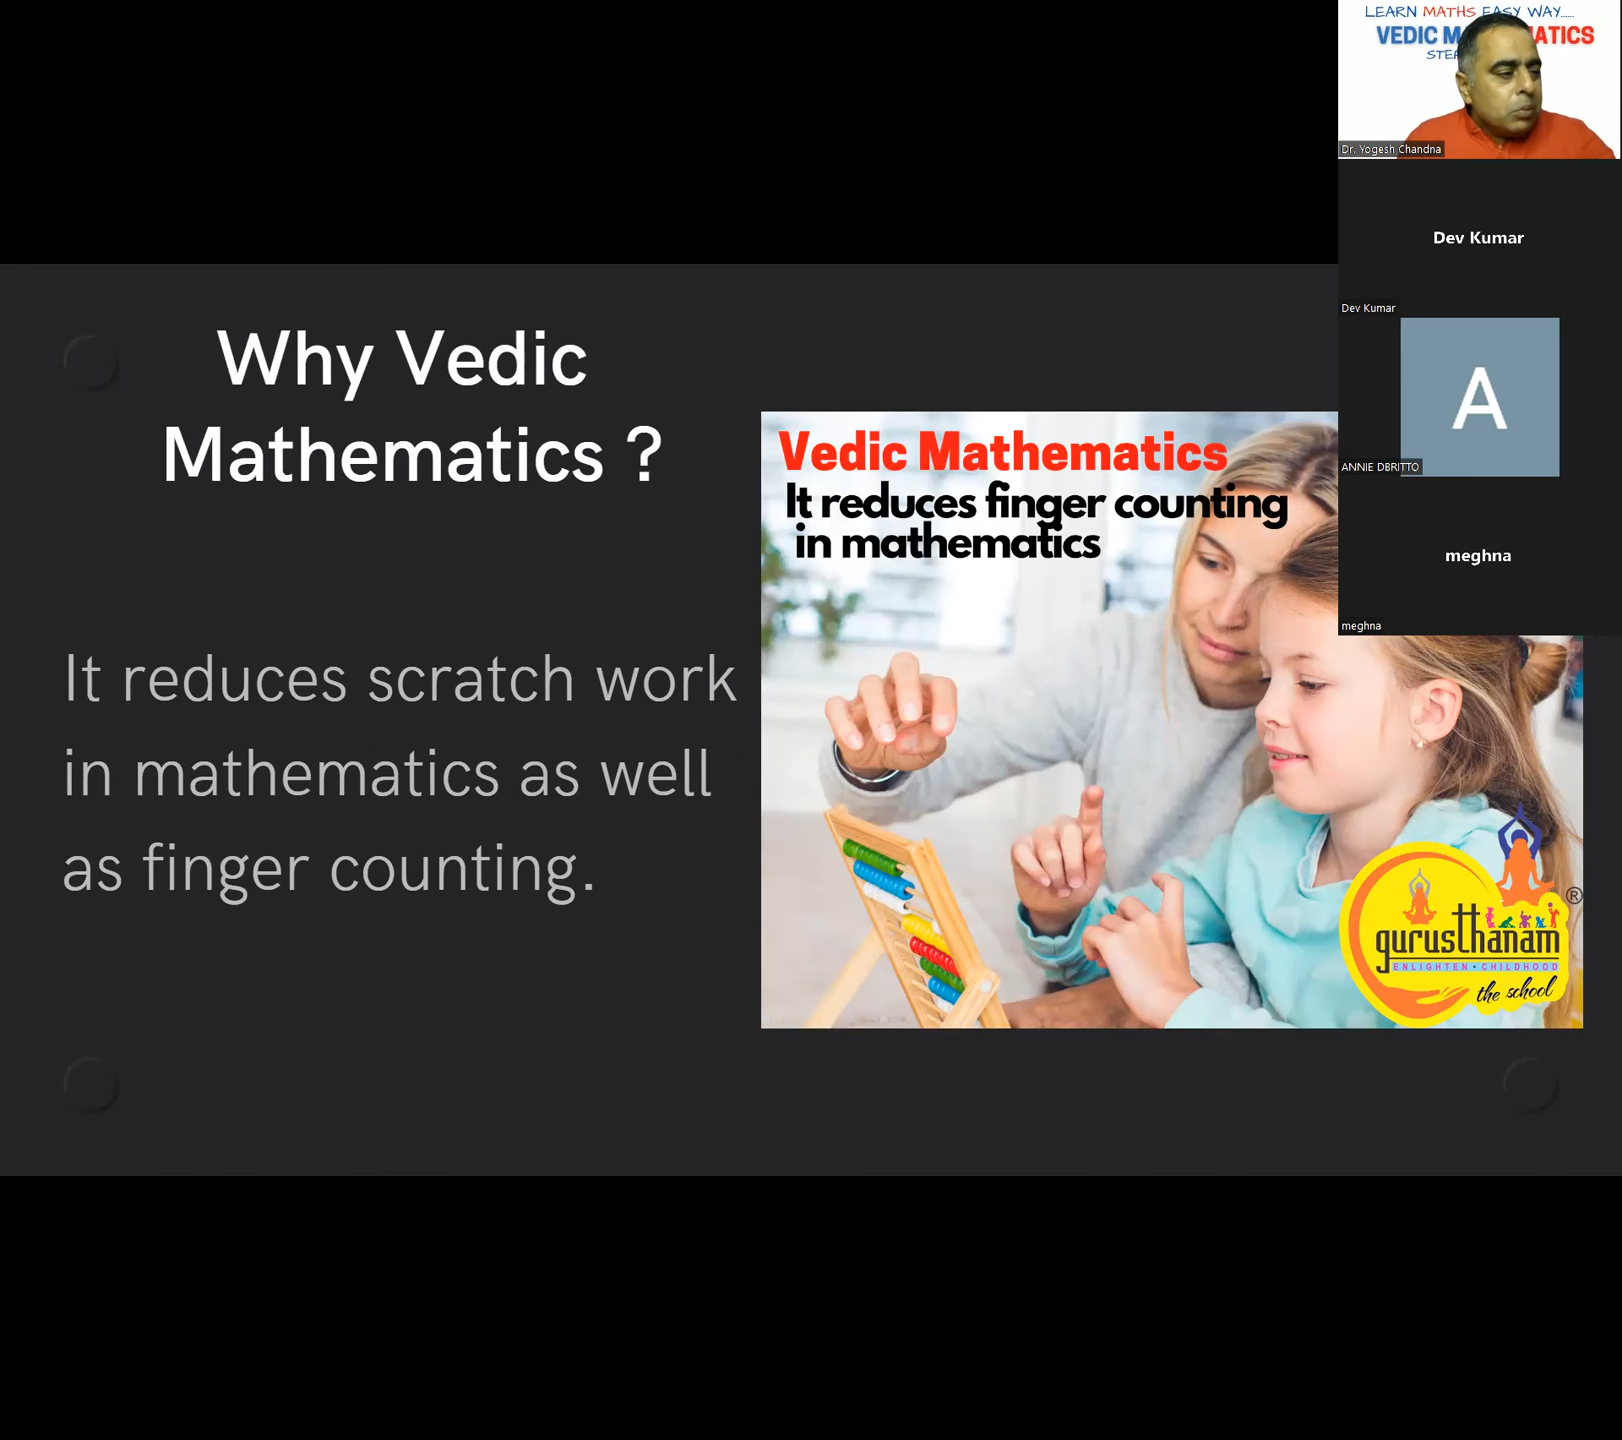 LEARN MATHS EASY WAY......
VEDIC M ATICS
Dr. Yogesh Chandna
Dev Kumar
Dev Kumar
A
ANNIE DBRITTO
meghna
meghna
Why Vedic
Mathematics ?
It reduces scratch work
in mathematics as well
as finger counting.
Vedic Mathematics
It reduces finger counting
in mathematics
gurusthanam
ENLIGHTEN • CHILDHOOD
the school
®